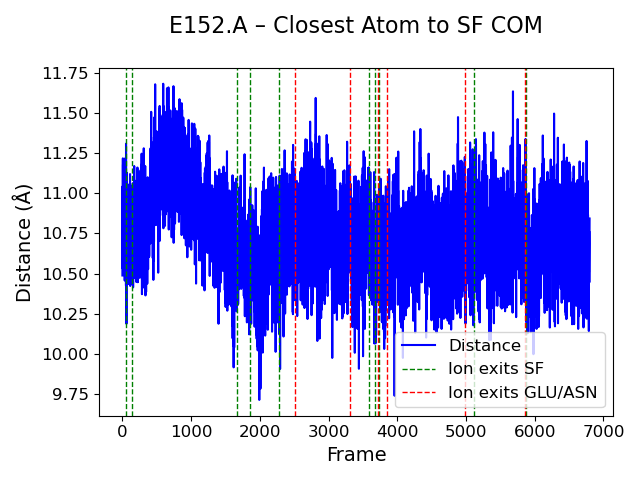 E152.A – Closest Atom to SF COM
11.75
11.50
11.25
11.00
10.75
10.50
10.25
10.00
9.75
Distance (Å)
Distance
Ion exits SF
Ion exits GLU/ASN
0 1000 2000 3000 4000 5000 6000 7000
Frame